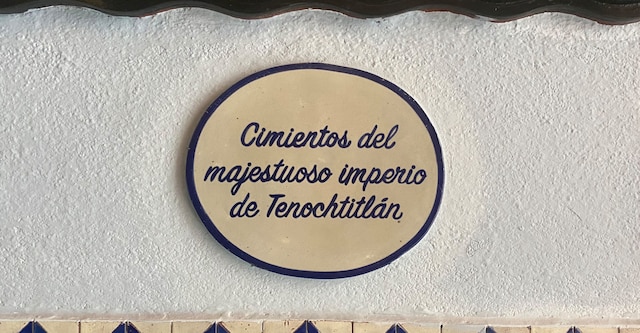 Cimientos del
majestuoso imperio
de Tenochtitlán